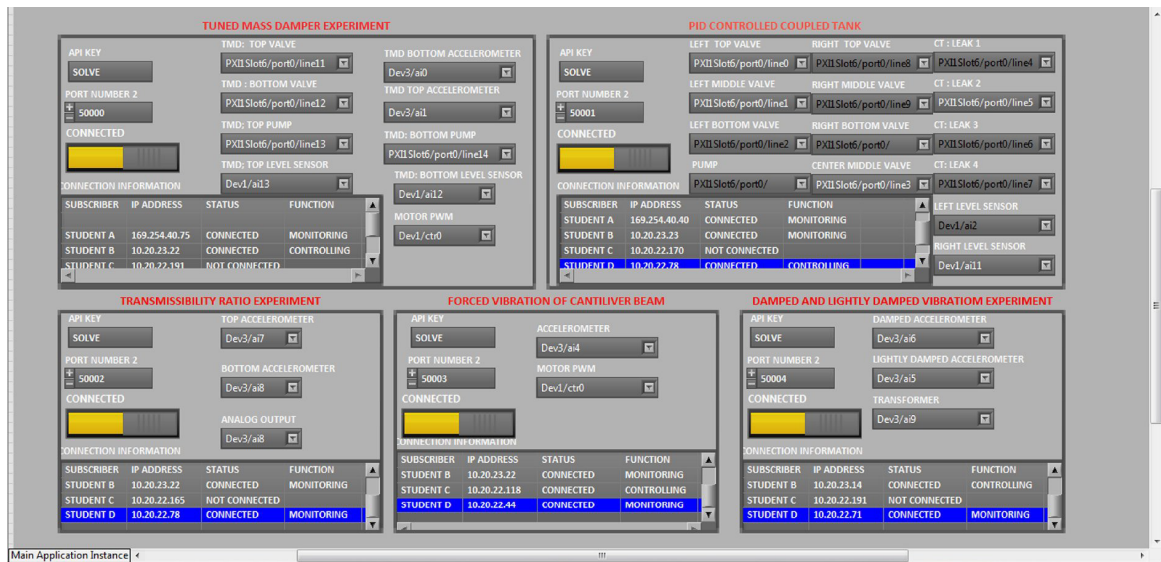 TUNED MASS DAMPER EXPERIMENT
API KEY
SOLVE
PORT NUMBER 2
50000
CONNECTED
TMD: TOP VALVE
PXI1Slot6/port0/line11
TMD : BOTTOM VALVE
PXI1Slot6/port0/line12
TMD; TOP PUMP
PXI1Slot6/port0/line13
TMD; TOP LEVEL SENSOR
Dev1/ai13
TMD BOTTOM ACCELEROMETER
Dev3/ai0
TMD TOP ACCELEROMETER
Dev3/ai1
TMD: BOTTOM PUMP
PXI1Slot6/port0/line14
TMD: BOTTOM LEVEL SENSOR
Dev1/ai12
MOTOR PWM
Dev1/ctr0
CONNECTION INFORMATION
SUBSCRIBER IP ADDRESS STATUS FUNCTION
STUDENT A 169.254.40.75 CONNECTED MONITORING
STUDENT B 10.20.23.22 CONNECTED CONTROLLING
STUDENT C 10.20.22.191 NOT CONNECTED
PID CONTROLLED COUPLED TANK
API KEY
SOLVE
PORT NUMBER 2
50001
CONNECTED
LEFT TOP VALVE
PXI1Slot6/port0/line0
LEFT MIDDLE VALVE
PXI1Slot6/port0/line1
LEFT BOTTOM VALVE
PXI1Slot6/port0/line2
PUMP
PXI1Slot6/port0/
RIGHT TOP VALVE
PXI1Slot6/port0/line8
RIGHT MIDDLE VALVE
PXI1Slot6/port0/line9
RIGHT BOTTOM VALVE
PXI1Slot6/port0/
CENTER MIDDLE VALVE
PXI1Slot6/port0/line3
CT : LEAK 1
PXI1Slot6/port0/line4
CT : LEAK 2
PXI1Slot6/port0/line5
CT: LEAK 3
PXI1Slot6/port0/line6
CT: LEAK 4
PXI1Slot6/port0/line7
LEFT LEVEL SENSOR
Dev1/ai2
RIGHT LEVEL SENSOR
Dev1/ai11
CONNECTION INFORMATION
SUBSCRIBER IP ADDRESS STATUS FUNCTION
STUDENT A 169.254.40.40 CONNECTED MONITORING
STUDENT B 10.20.23.23 CONNECTED MONITORING
STUDENT C 10.20.22.170 NOT CONNECTED
STUDENT D 10.20.22.78 CONNECTED CONTROLLING
TRANSMISSIBILITY RATIO EXPERIMENT
API KEY
SOLVE
PORT NUMBER 2
50002
CONNECTED
TOP ACCELEROMETER
Dev3/ai7
BOTTOM ACCELEROMETER
Dev3/ai8
ANALOG OUTPUT
Dev3/ai8
CONNECTION INFORMATION
SUBSCRIBER IP ADDRESS STATUS FUNCTION
STUDENT B 10.20.23.22 CONNECTED MONITORING
STUDENT C 10.20.22.165 NOT CONNECTED
STUDENT D 10.20.22.78 CONNECTED MONITORING
FORCED VIBRATION OF CANTILIVER BEAM
API KEY
SOLVE
PORT NUMBER 2
50003
CONNECTED
ACCELEROMETER
Dev3/ai4
MOTOR PWM
Dev1/ctr0
CONNECTION INFORMATION
SUBSCRIBER IP ADDRESS STATUS FUNCTION
STUDENT B 10.20.23.22 CONNECTED MONITORING
STUDENT C 10.20.22.118 CONNECTED CONTROLLING
STUDENT D 10.20.22.44 CONNECTED MONITORING
DAMPED AND LIGHTLY DAMPED VIBRATIOM EXPERIMENT
API KEY
SOLVE
PORT NUMBER 2
50004
CONNECTED
DAMPED ACCELEROMETER
Dev3/ai6
LIGHTLY DAMPED ACCELEROMETER
Dev3/ai5
TRANSFORMER
Dev3/ai9
CONNECTION INFORMATION
SUBSCRIBER IP ADDRESS STATUS FUNCTION
STUDENT B 10.20.23.14 CONNECTED CONTROLLING
STUDENT C 10.20.22.191 NOT CONNECTED
STUDENT D 10.20.22.71 CONNECTED MONITORING
Main Application Instance